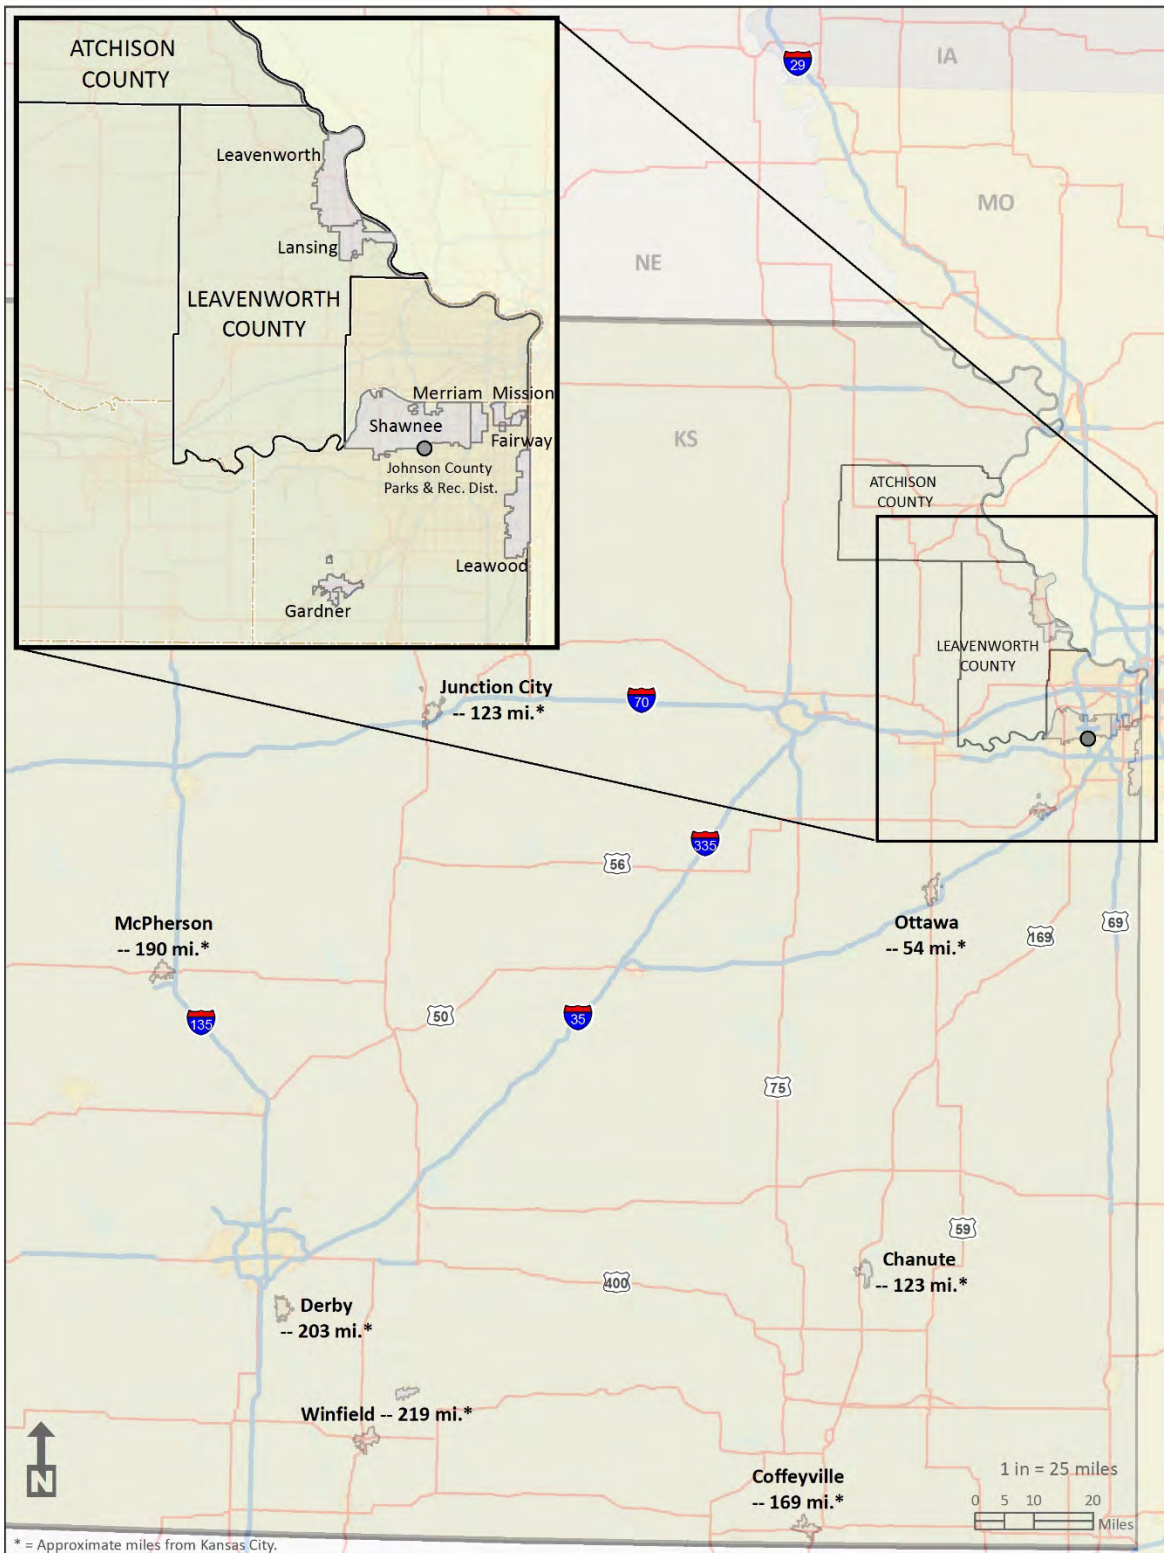 ATCHISON
COUNTY
Leavenworth
Lansing
LEAVENWORTH
COUNTY
Merriam
Mission
Shawnee
Fairway
Johnson County
Parks & Rec. Dist.
Leawood
Gardner
29
IA
MO
NE
KS
ATCHISON
COUNTY
LEAVENWORTH
COUNTY
Junction City
-- 123 mi.*
70
335
56
McPherson
-- 190 mi.*
Ottawa
-- 54 mi.*
169
69
135
50
35
75
59
Chanute
-- 123 mi.*
400
Derby
-- 203 mi.*
Winfield -- 219 mi.*
Coffeyville
-- 169 mi.*
N
1 in = 25 miles
0 5 10 20
Miles
* = Approximate miles from Kansas City.